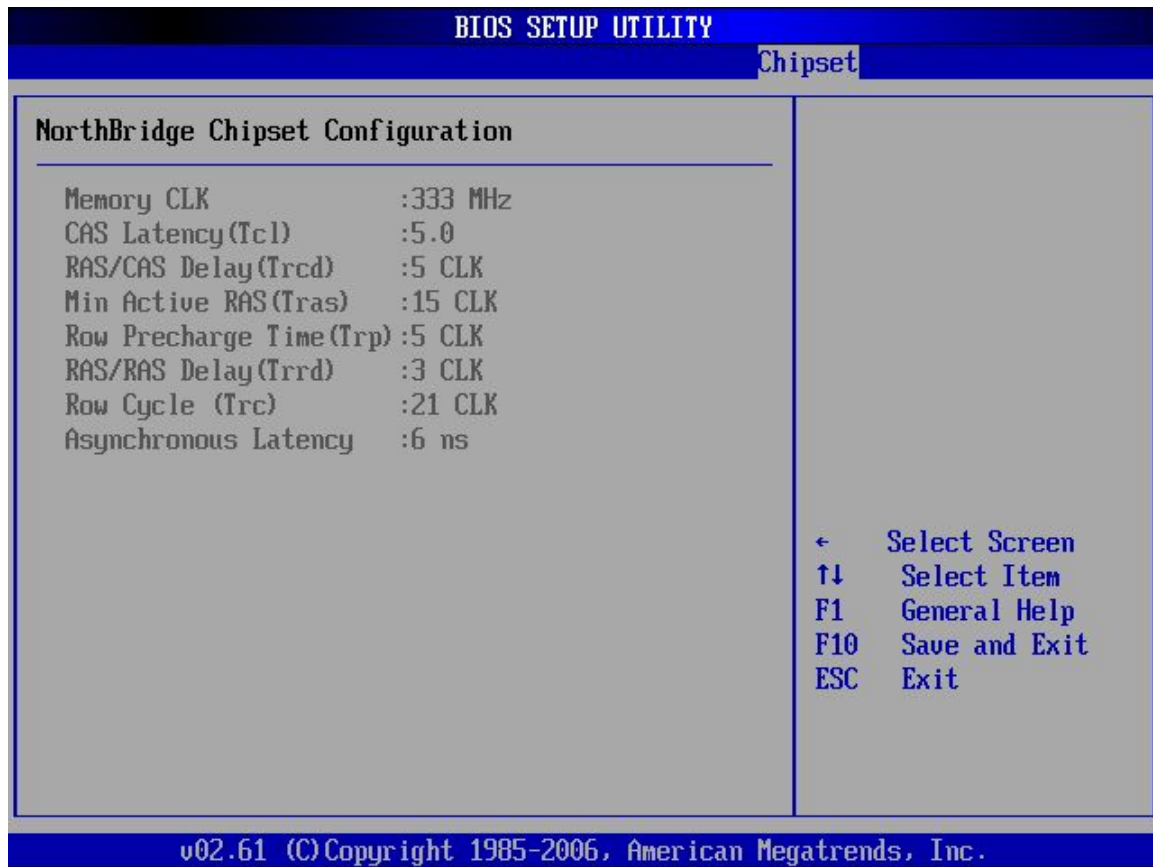 BIOS SETUP UTILITY
Chipset
NorthBridge Chipset Configuration
Memory CLK :333 MHz
CAS Latency(Tcl) :5.0
RAS/CAS Delay(Trcd) :5 CLK
Min Active RAS(Tras) :15 CLK
Row Precharge Time(Trp):5 CLK
RAS/RAS Delay(Trrd) :3 CLK
Row Cycle (Trc) :21 CLK
Asynchronous Latency :6 ns
← Select Screen
↑↓ Select Item
F1 General Help
F10 Save and Exit
ESC Exit
v02.61 (C)Copyright 1985-2006, American Megatrends, Inc.